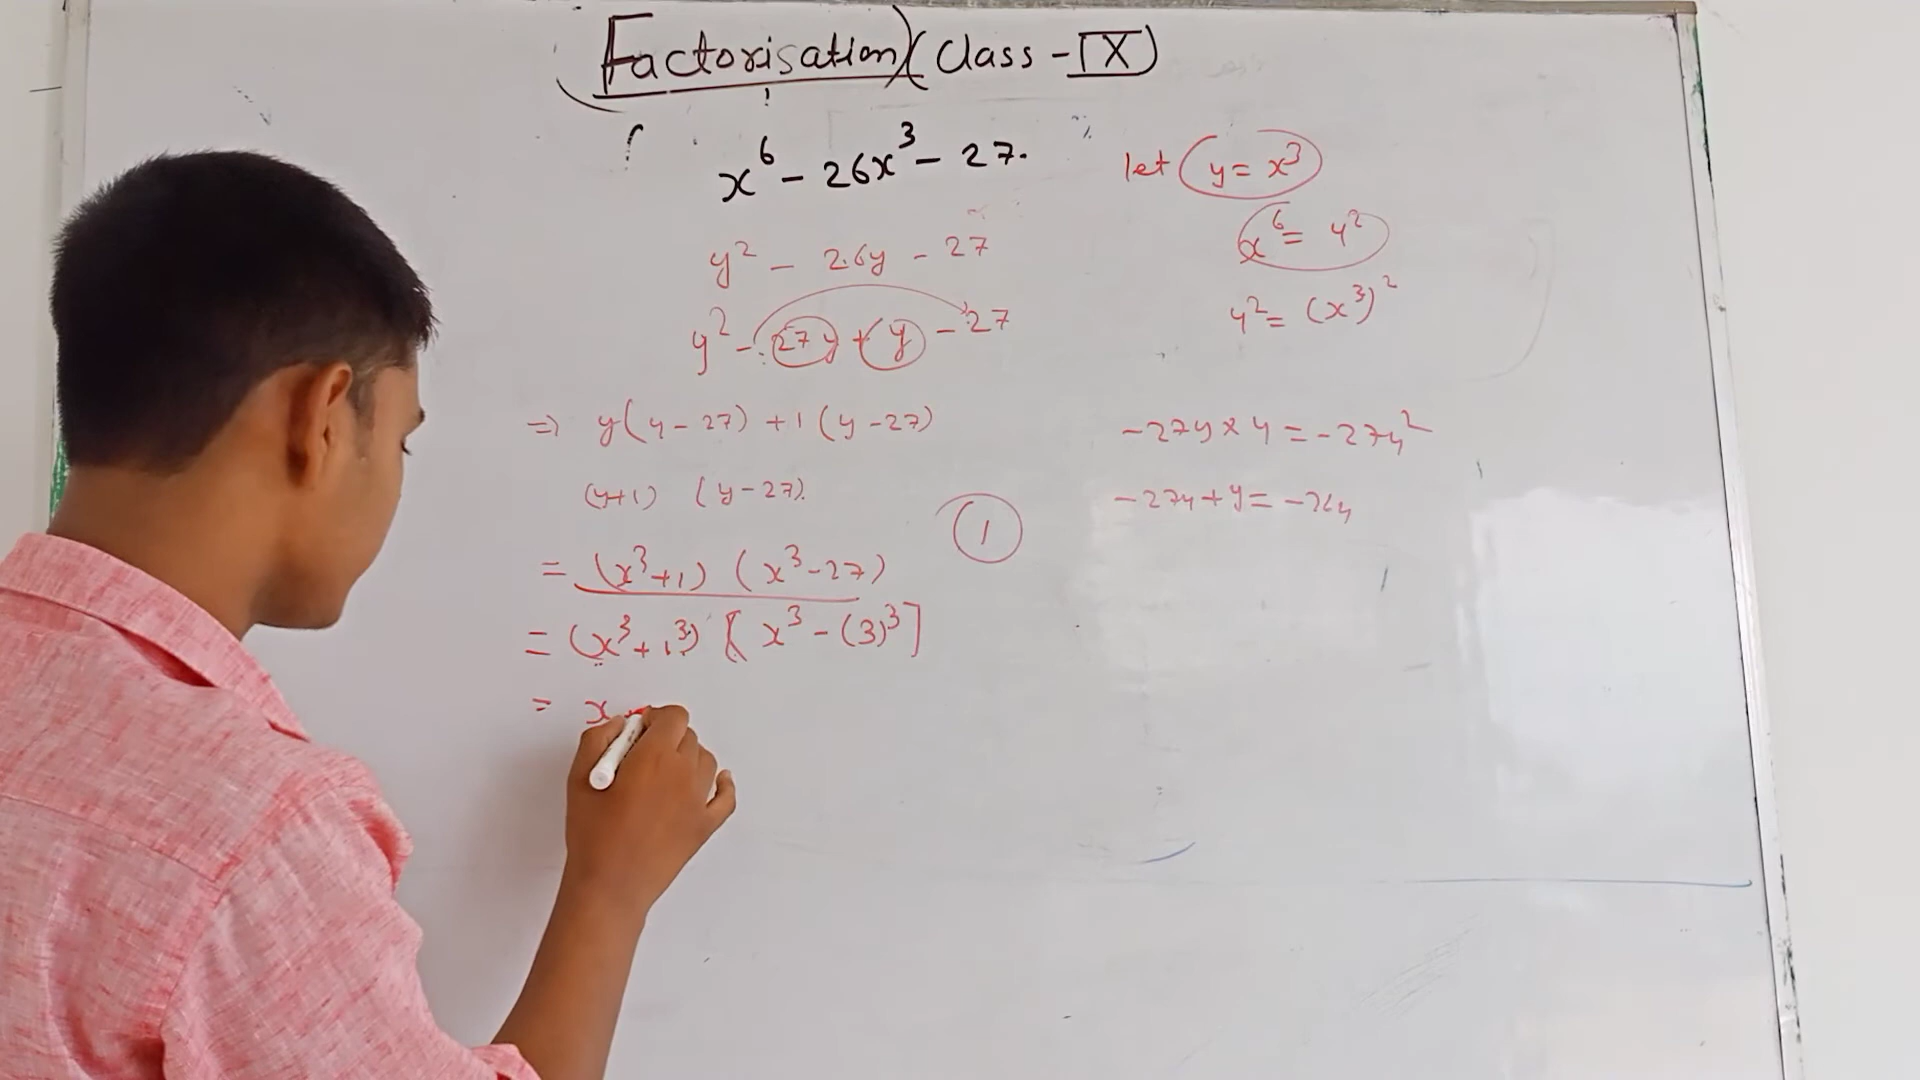 Factorisation (Class - IX)
x⁶ - 26x³ - 27.
let y = x³
x⁶ = y²
y² - 26y - 27
y² = (x³)²
y² - 27y + y - 27
⇒ y(y - 27) + 1 (y - 27)
-27y × y = -27y²
(y+1) (y - 27).
-27y + y = -26y
1
= (x³+1) (x³-27)
= (x³ + 1³) [x³ - (3)³]
= x